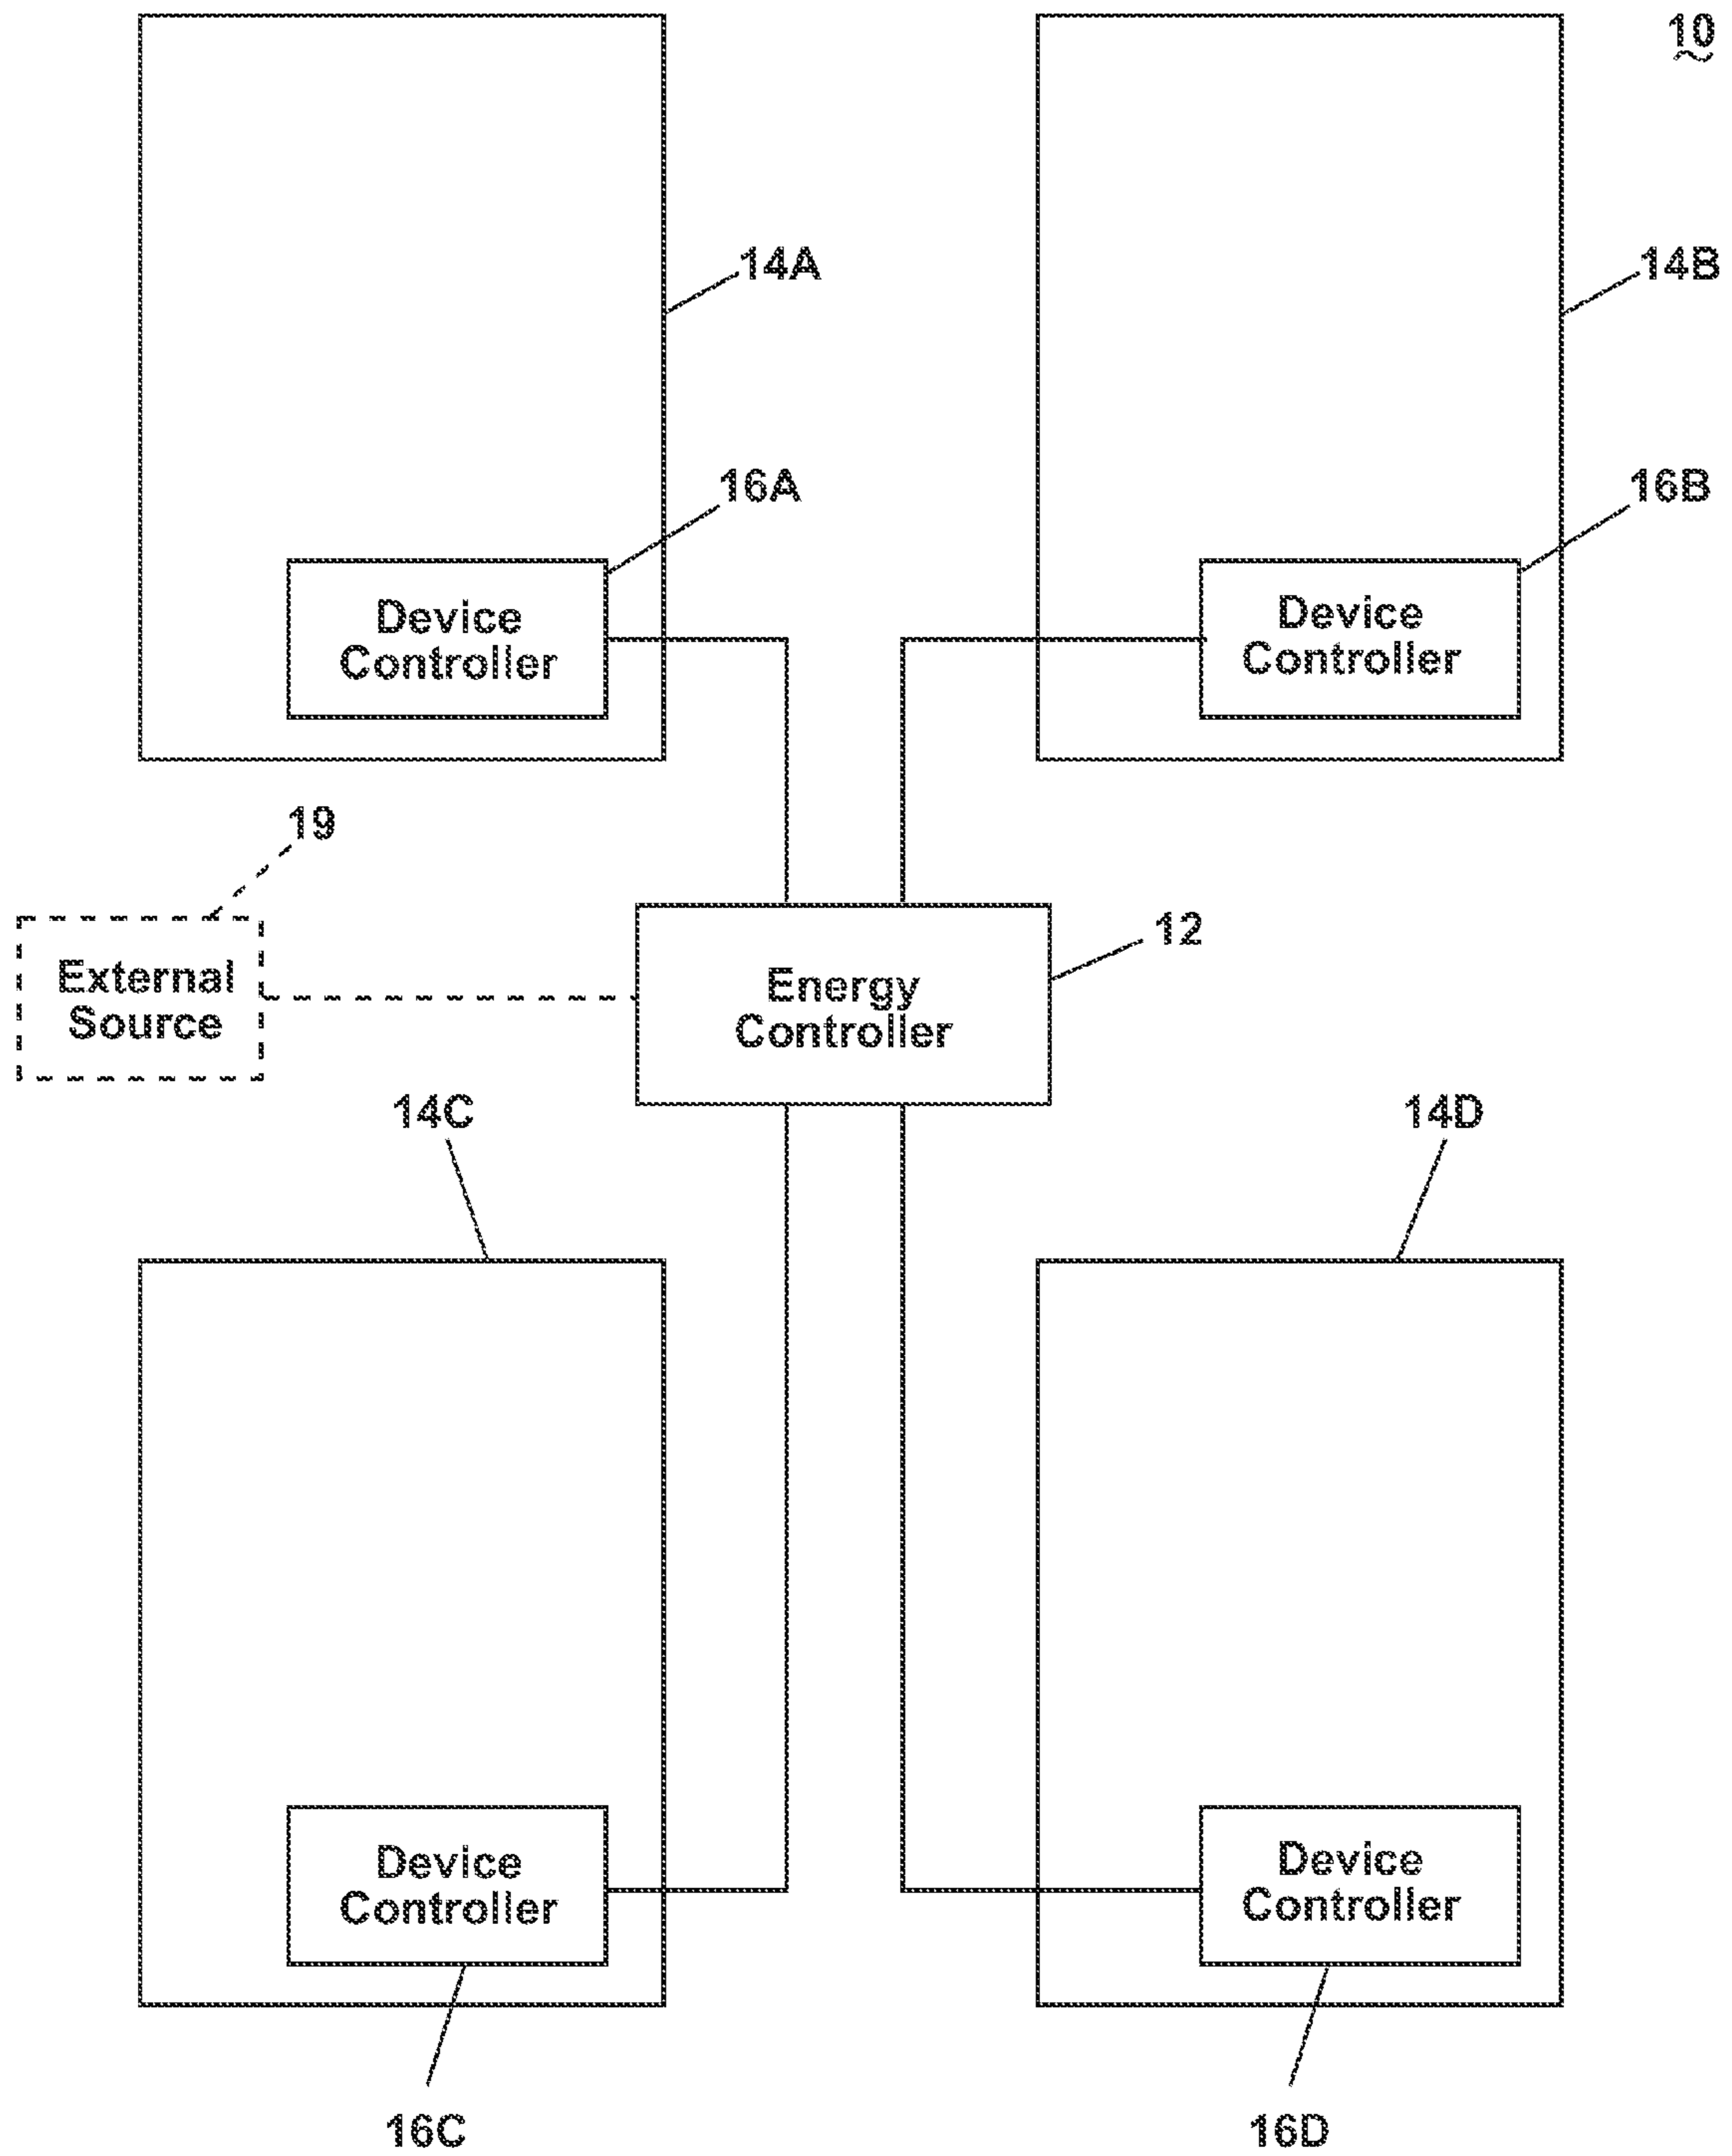 10
14A
14B
16A
16B
Device
Controller
Device
Controller
19
12
External
Source
Energy
Controller
14C
14D
Device
Controller
Device
Controller
16C
16D